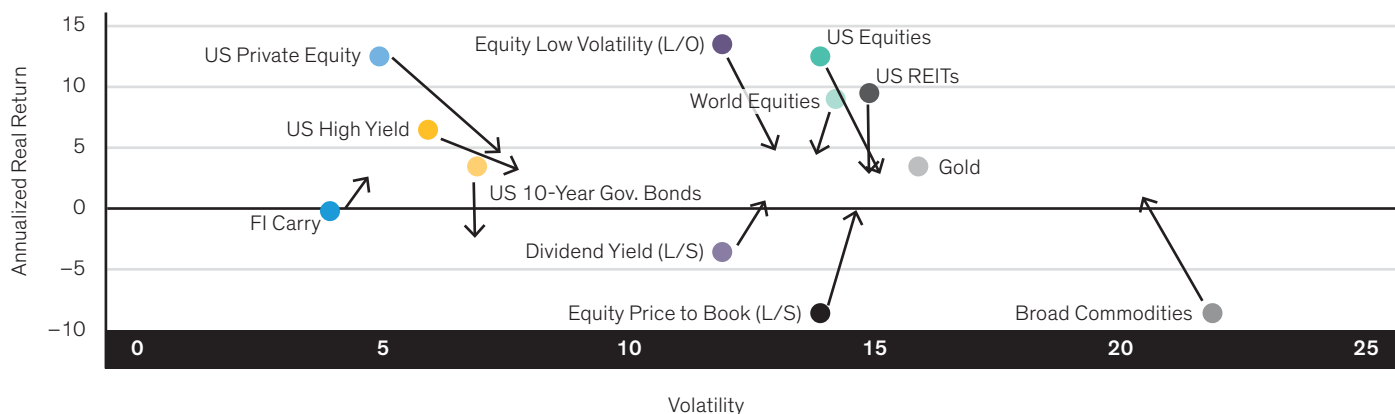 Annualized Real Return
15
10
5
0
−5
−10
US Private Equity
Equity Low Volatility (L/O)
US Equities
US REITs
World Equities
US High Yield
Gold
US 10-Year Gov. Bonds
FI Carry
Dividend Yield (L/S)
Equity Price to Book (L/S)
Broad Commodities
0 5 10 15 20 25
Volatility